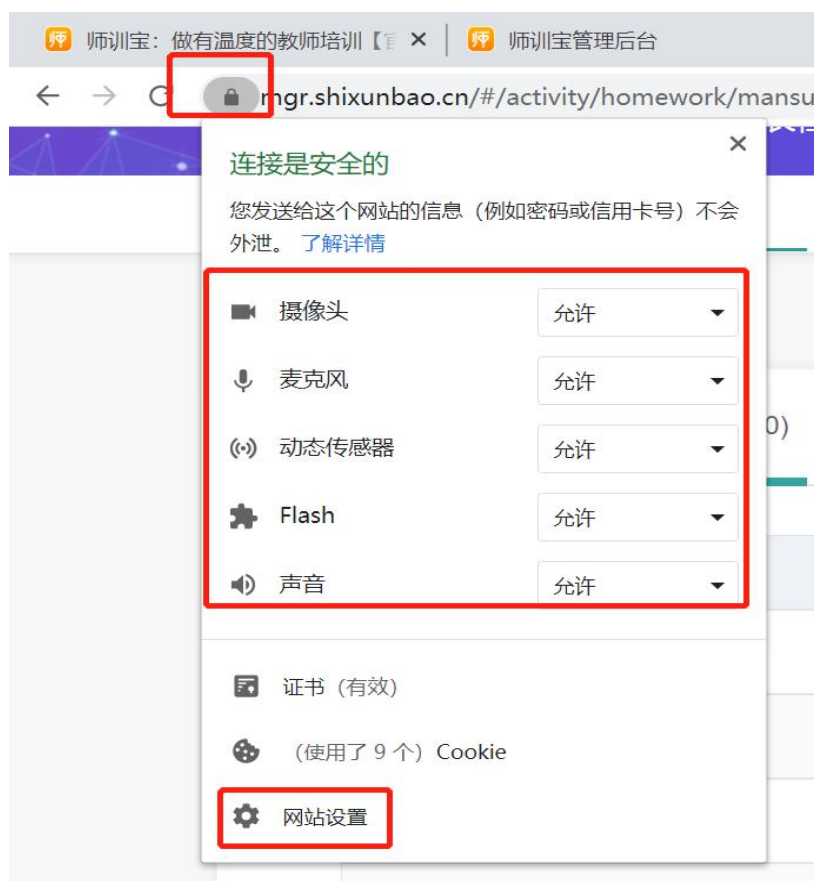 师训宝：做有温度的教师培训【官
师训宝管理后台
mgr.shixunbao.cn/#/activity/homework/mansu
连接是安全的
您发送给这个网站的信息（例如密码或信用卡号）不会
外泄。 了解详情
摄像头 允许
麦克风 允许
0)
动态传感器 允许
Flash 允许
声音 允许
证书（有效）
（使用了 9 个）Cookie
网站设置